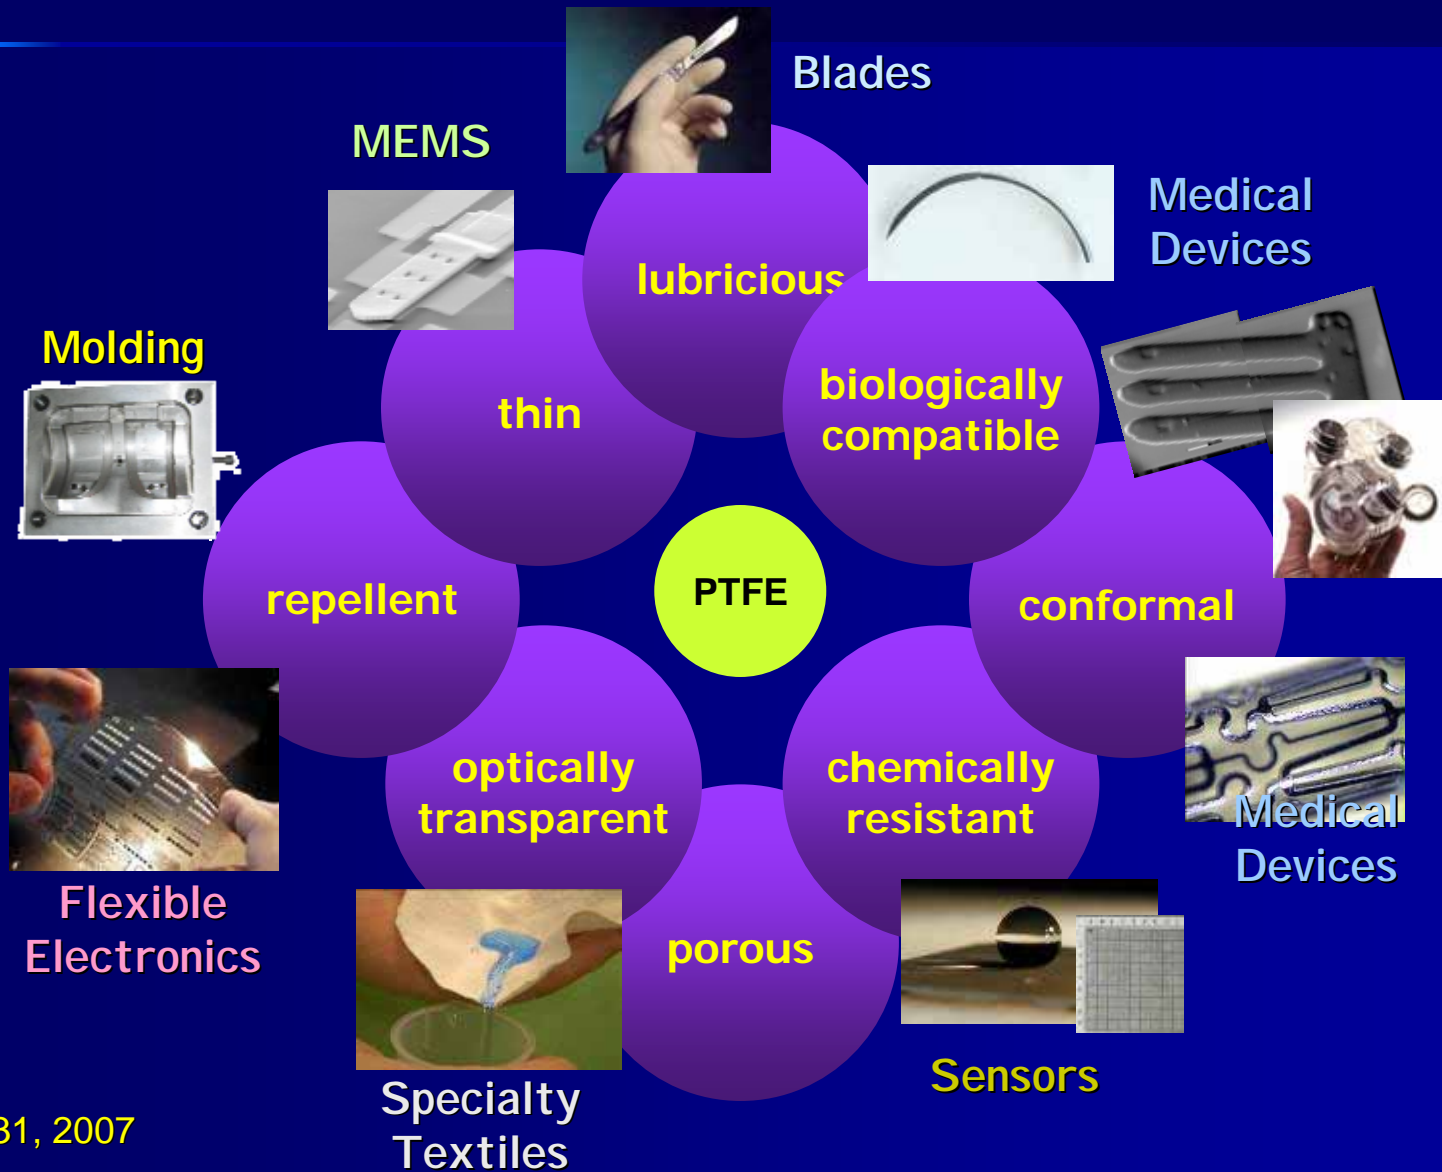 Blades
MEMS
Medical
Devices
lubricious
Molding
biologically
compatible
thin
PTFE
repellent
conformal
optically
transparent
chemically
resistant
Medical
Devices
Flexible
Electronics
porous
Sensors
Specialty
Textiles
31, 2007